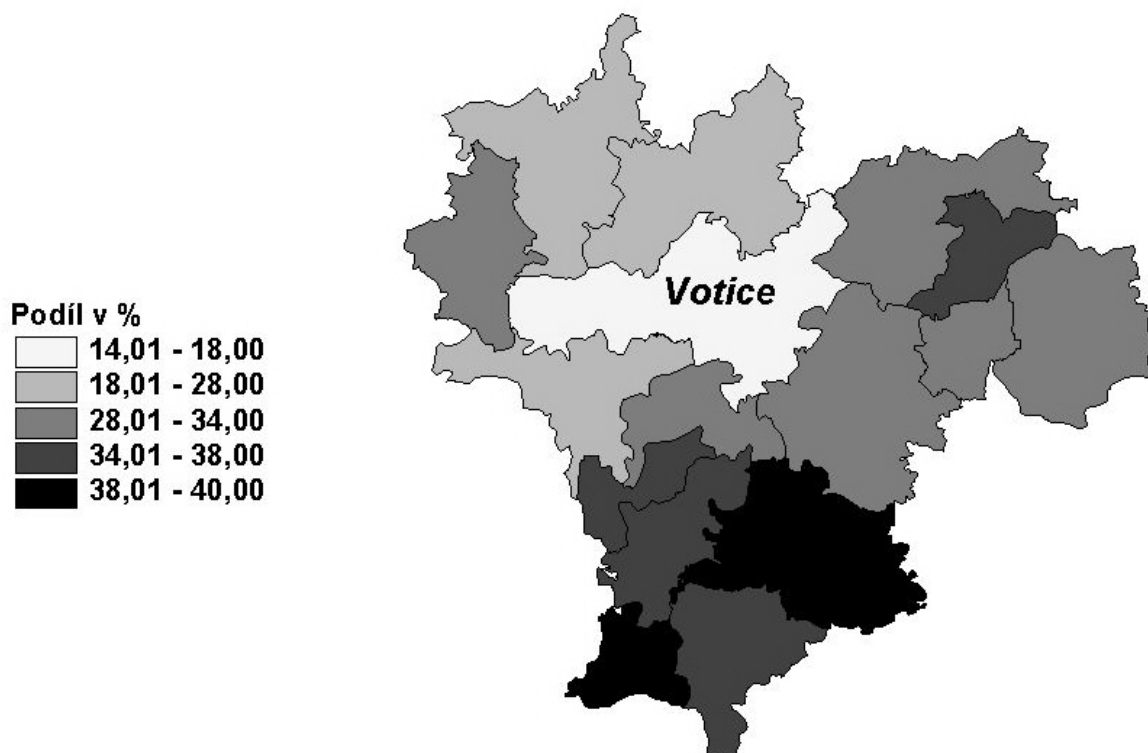 Votice
Podíl v %
14,01 - 18,00
18,01 - 28,00
28,01 - 34,00
34,01 - 38,00
38,01 - 40,00